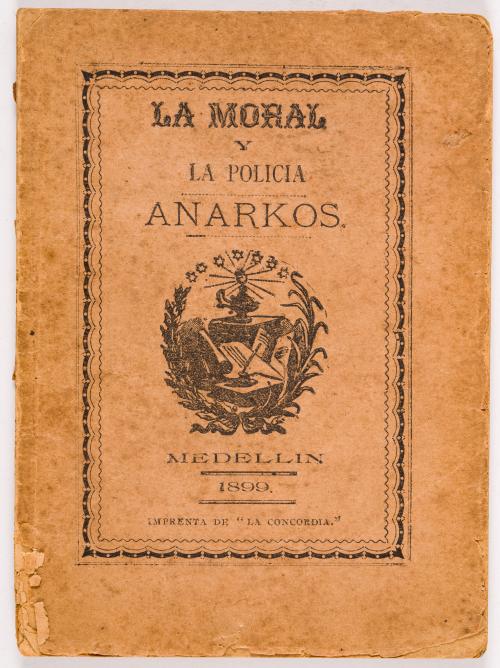 LA MORAL
Y
LA POLICIA
ANARKOS.
MEDELLIN
1899.
IMPRENTA DE "LA CONCORDIA."